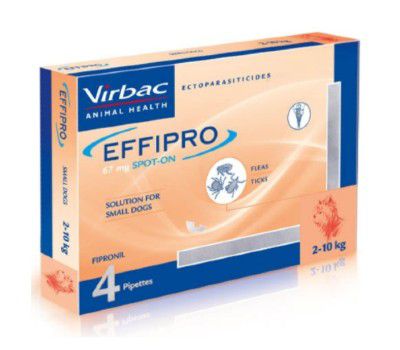 Virbac
ANIMAL HEALTH
ECTOPARASITICIDES
EFFIPRO
67 mg SPOT-ON
FLEAS
TICKS
SOLUTION FOR
SMALL DOGS
FIPRONIL
4 Pipettes
2-10 kg
2-10
EFFIPRO
SMALL DOGS
2-10 kg